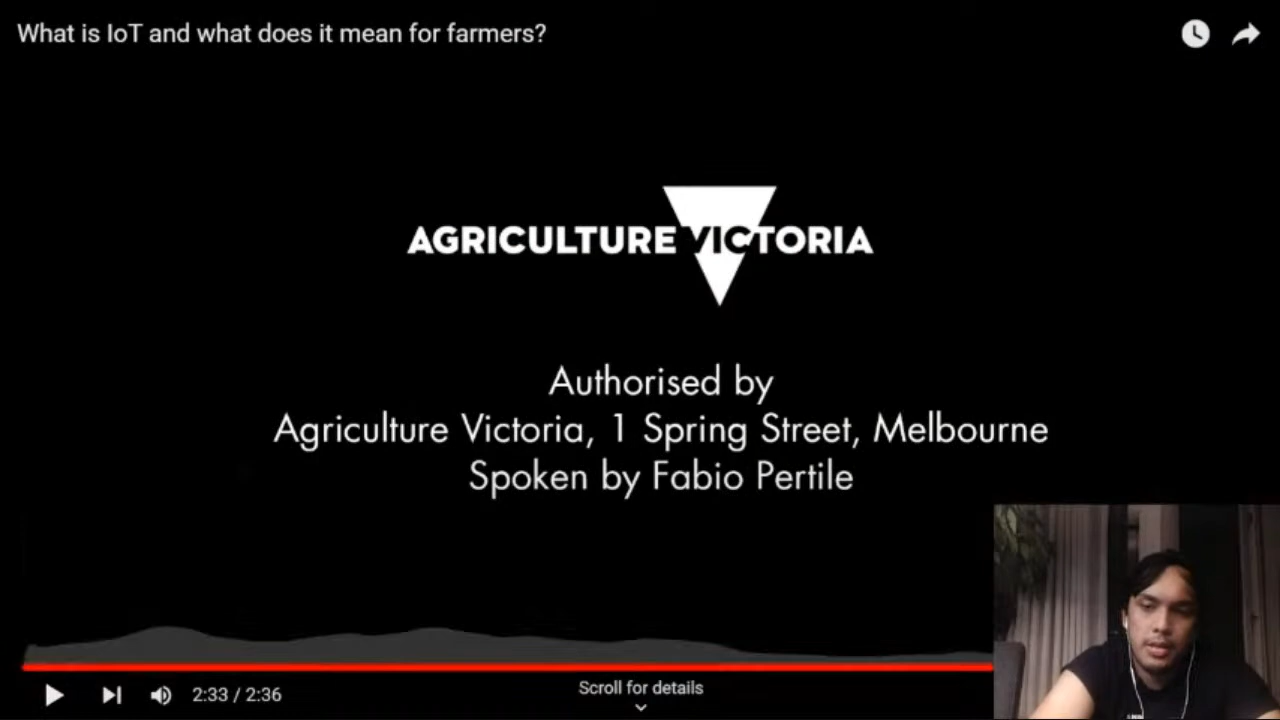 What is IoT and what does it mean for farmers?
AGRICULTURE VICTORIA
Authorised by
Agriculture Victoria, 1 Spring Street, Melbourne
Spoken by Fabio Pertile
2:33 / 2:36
Scroll for details